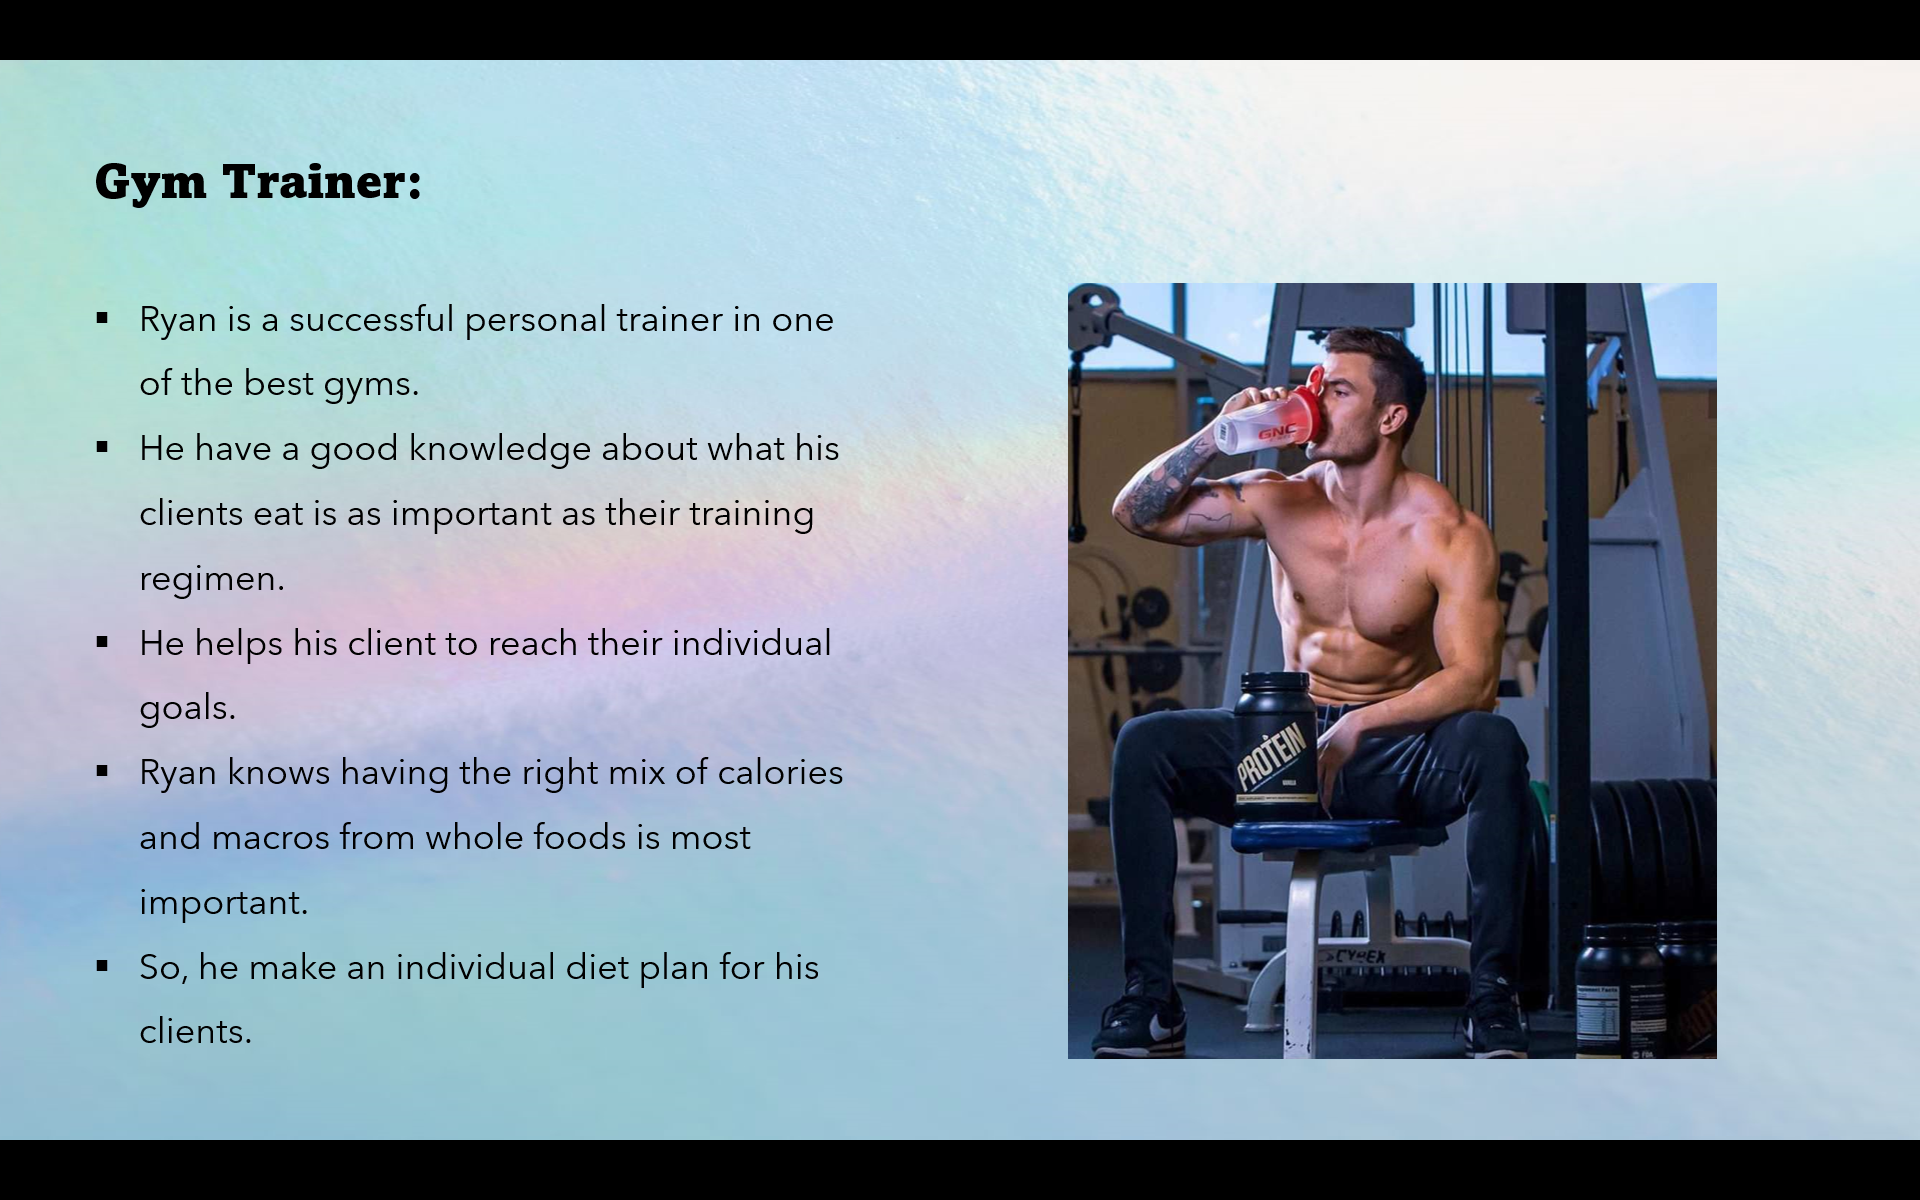 Gym Trainer:
▪ Ryan is a successful personal trainer in one
of the best gyms.
▪ He have a good knowledge about what his
clients eat is as important as their training
regimen.
▪ He helps his client to reach their individual
goals.
▪ Ryan knows having the right mix of calories
and macros from whole foods is most
important.
▪ So, he make an individual diet plan for his
clients.
GNC
PROTEIN
CYBEX
Supplement Facts